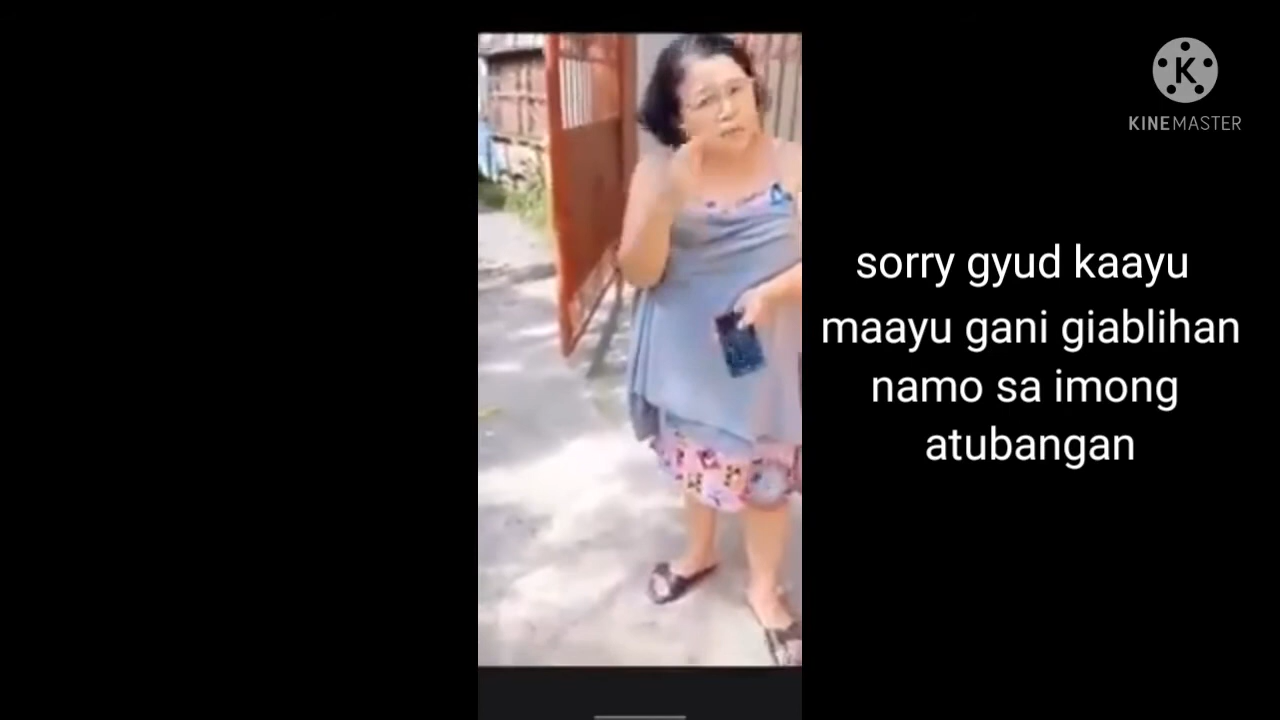 K
KINEMASTER
sorry gyud kaayu
maayu gani giablihan
namo sa imong
atubangan